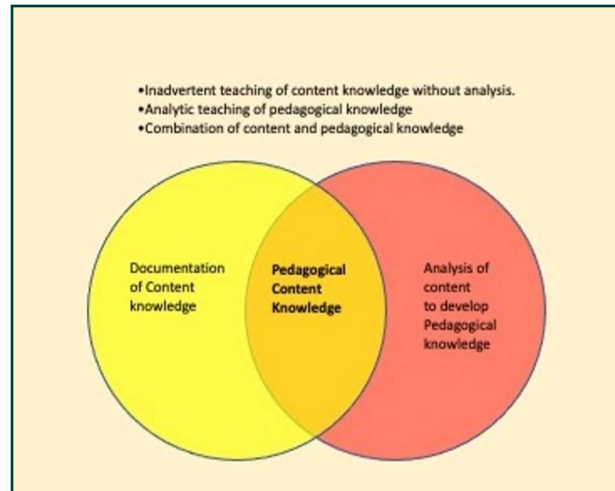 •Inadvertent teaching of content knowledge without analysis.
•Analytic teaching of pedagogical knowledge
•Combination of content and pedagogical knowledge
Documentation
of Content
knowledge
Pedagogical
Content
Knowledge
Analysis of
content
to develop
Pedagogical
knowledge